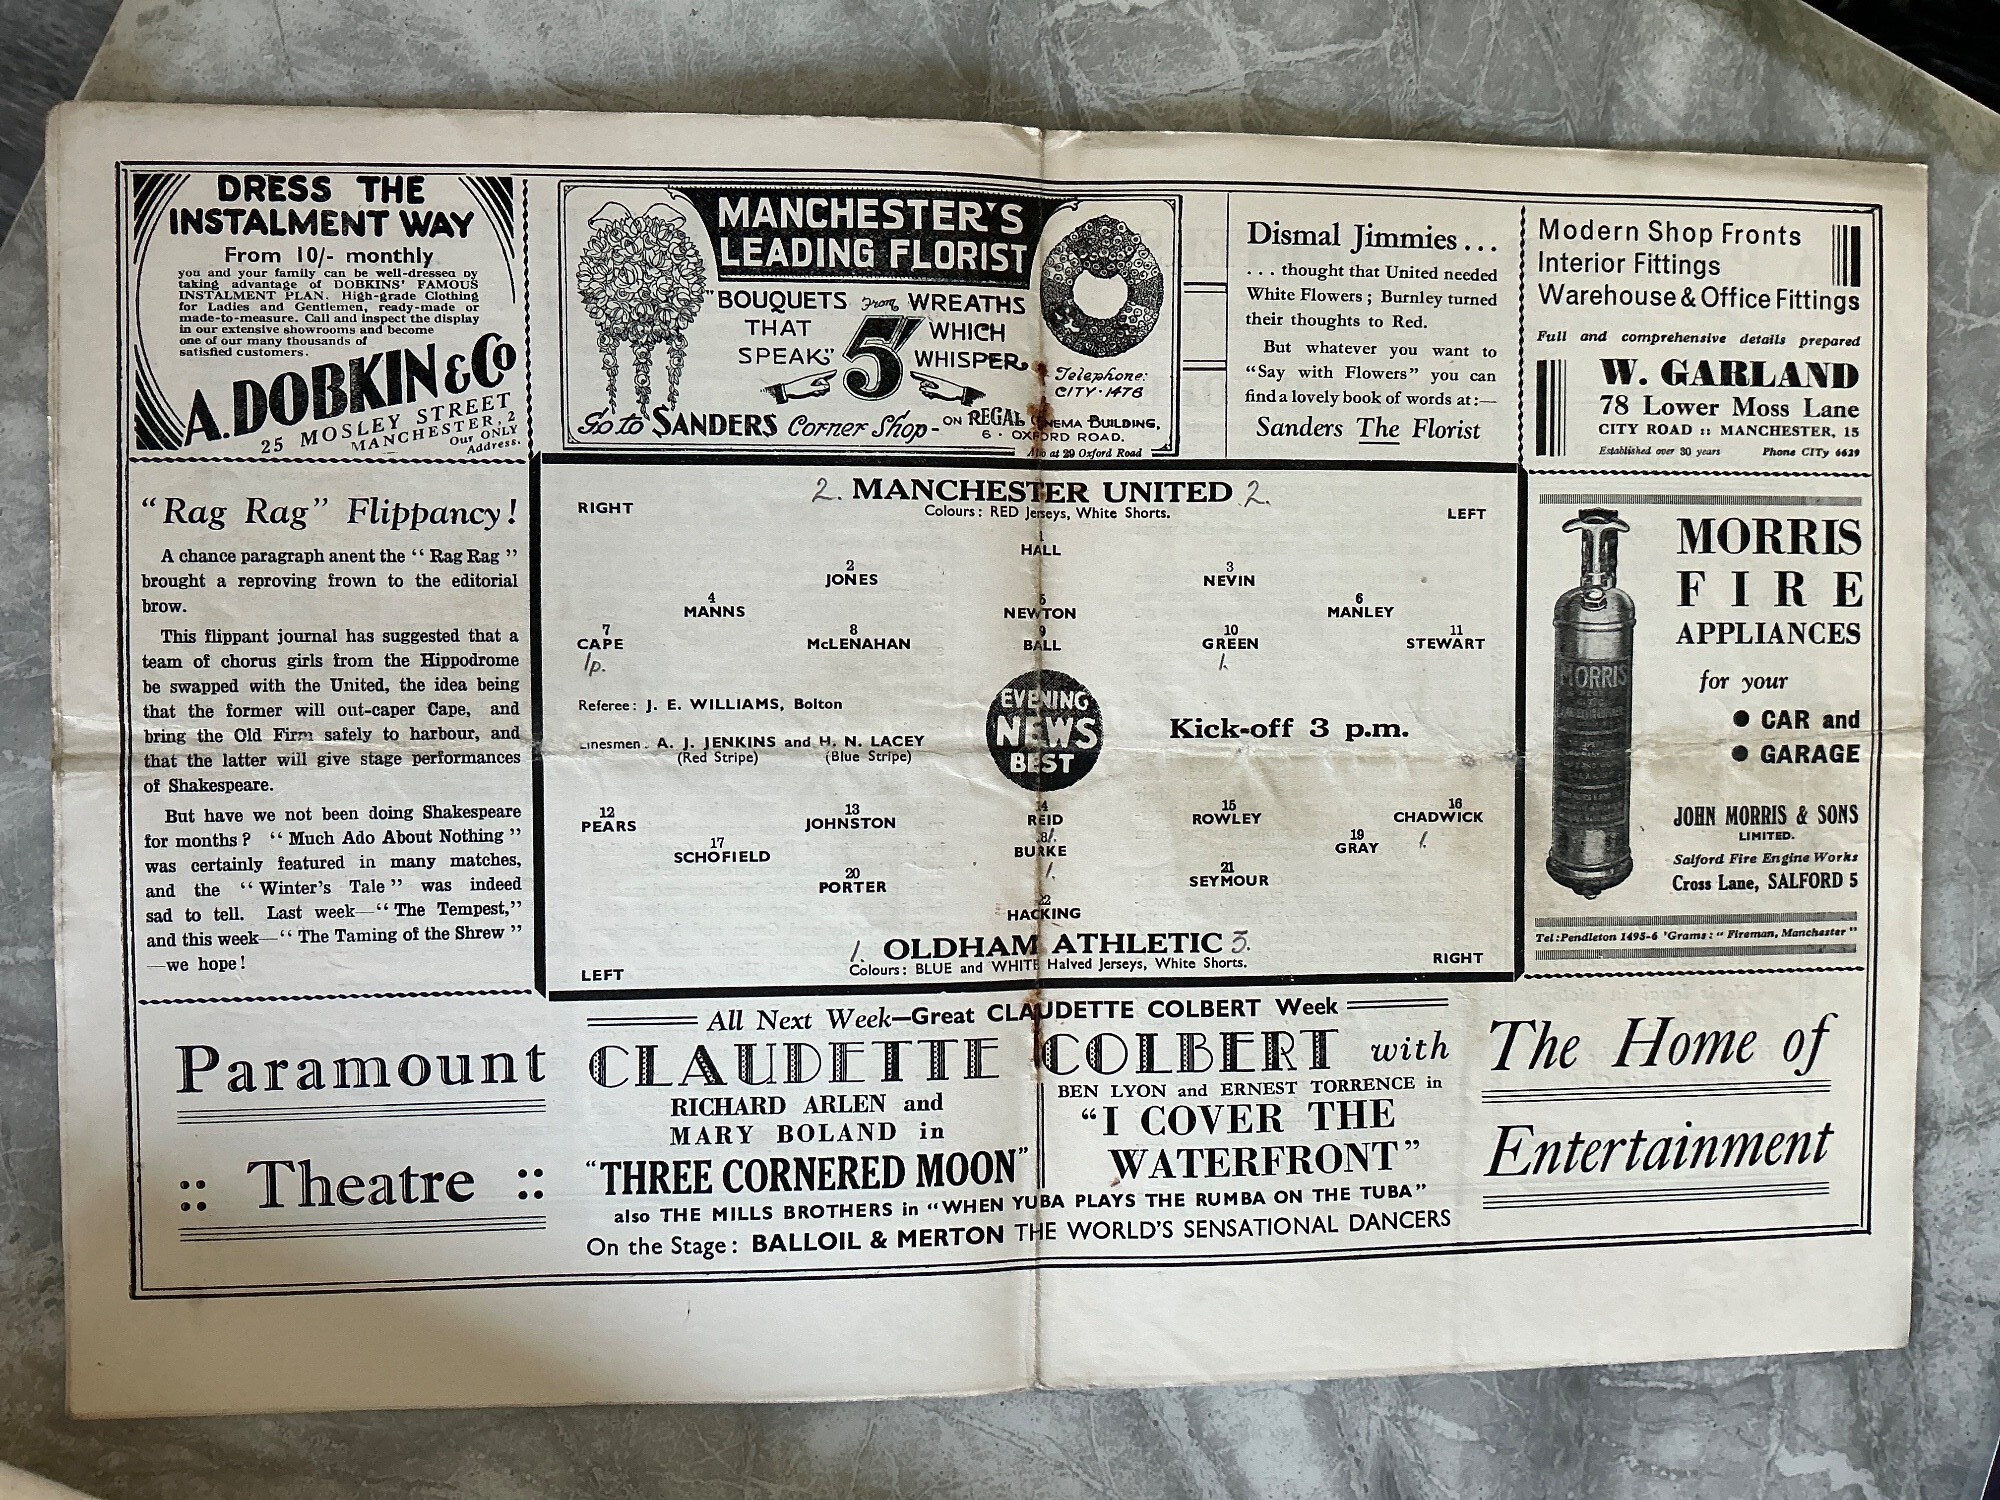 DRESS THE
INSTALMENT WAY
From 10/- monthly
you and your family can be well-dressed by
taking advantage of DOBKINS' FAMOUS
INSTALMENT PLAN. High-grade Clothing
for Ladies and Gentlemen, ready-made or
made-to-measure. Call and inspect the display
in our extensive showrooms and become
one of our many thousands of
satisfied customers.
A. DOBKIN & Co
25 MOSLEY STREET
MANCHESTER, 2
Our ONLY
Address.
MANCHESTER'S
LEADING FLORIST
"BOUQUETS from WREATHS
THAT 5/- WHICH
SPEAK" WHISPER
Telephone:
CITY·1476
Go to SANDERS Corner Shop - ON REGAL CINEMA BUILDING,
6 · OXFORD ROAD.
Also at 29 Oxford Road
Dismal Jimmies...
... thought that United needed
White Flowers; Burnley turned
their thoughts to Red.
But whatever you want to
"Say with Flowers" you can
find a lovely book of words at:—
Sanders The Florist
Modern Shop Fronts
Interior Fittings
Warehouse & Office Fittings
Full and comprehensive details prepared
W. GARLAND
78 Lower Moss Lane
CITY ROAD :: MANCHESTER, 15
Established over 30 years Phone CITy 6629
"Rag Rag" Flippancy!
A chance paragraph anent the "Rag Rag"
brought a reproving frown to the editorial
brow.
This flippant journal has suggested that a
team of chorus girls from the Hippodrome
be swapped with the United, the idea being
that the former will out-caper Cape, and
bring the Old Firm safely to harbour, and
that the latter will give stage performances
of Shakespeare.
But have we not been doing Shakespeare
for months? "Much Ado About Nothing"
was certainly featured in many matches,
and the "Winter's Tale" was indeed
sad to tell. Last week—"The Tempest,"
and this week—"The Taming of the Shrew"
—we hope!
2. MANCHESTER UNITED 2.
RIGHT Colours: RED Jerseys, White Shorts. LEFT
1
HALL
2 3
JONES NEVIN
4 5 6
MANNS NEWTON MANLEY
7 8 9 10 11
CAPE McLENAHAN BALL GREEN STEWART
1p. 1.
Referee: J. E. WILLIAMS, Bolton
Linesmen: A. J. JENKINS and H. N. LACEY
(Red Stripe) (Blue Stripe)
EVENING
NEWS
BEST
Kick-off 3 p.m.
12 13 14 15 16
PEARS JOHNSTON REID ROWLEY CHADWICK
1. 1.
17 18 19
SCHOFIELD BURKE GRAY
1.
20 21
PORTER SEYMOUR
22
HACKING
1. OLDHAM ATHLETIC 3.
LEFT Colours: BLUE and WHITE Halved Jerseys, White Shorts. RIGHT
MORRIS
FIRE
APPLIANCES
for your
● CAR and
● GARAGE
MORRIS
JOHN MORRIS & SONS
LIMITED.
Salford Fire Engine Works
Cross Lane, SALFORD 5
Tel: Pendleton 1495-6 'Grams: "Fireman, Manchester"
Paramount
:: Theatre ::
All Next Week—Great CLAUDETTE COLBERT Week
CLAUDETTE COLBERT with
RICHARD ARLEN and
MARY BOLAND in
"THREE CORNERED MOON"
BEN LYON and ERNEST TORRENCE in
"I COVER THE
WATERFRONT"
also THE MILLS BROTHERS in "WHEN YUBA PLAYS THE RUMBA ON THE TUBA"
On the Stage: BALLOIL & MERTON THE WORLD'S SENSATIONAL DANCERS
The Home of
Entertainment